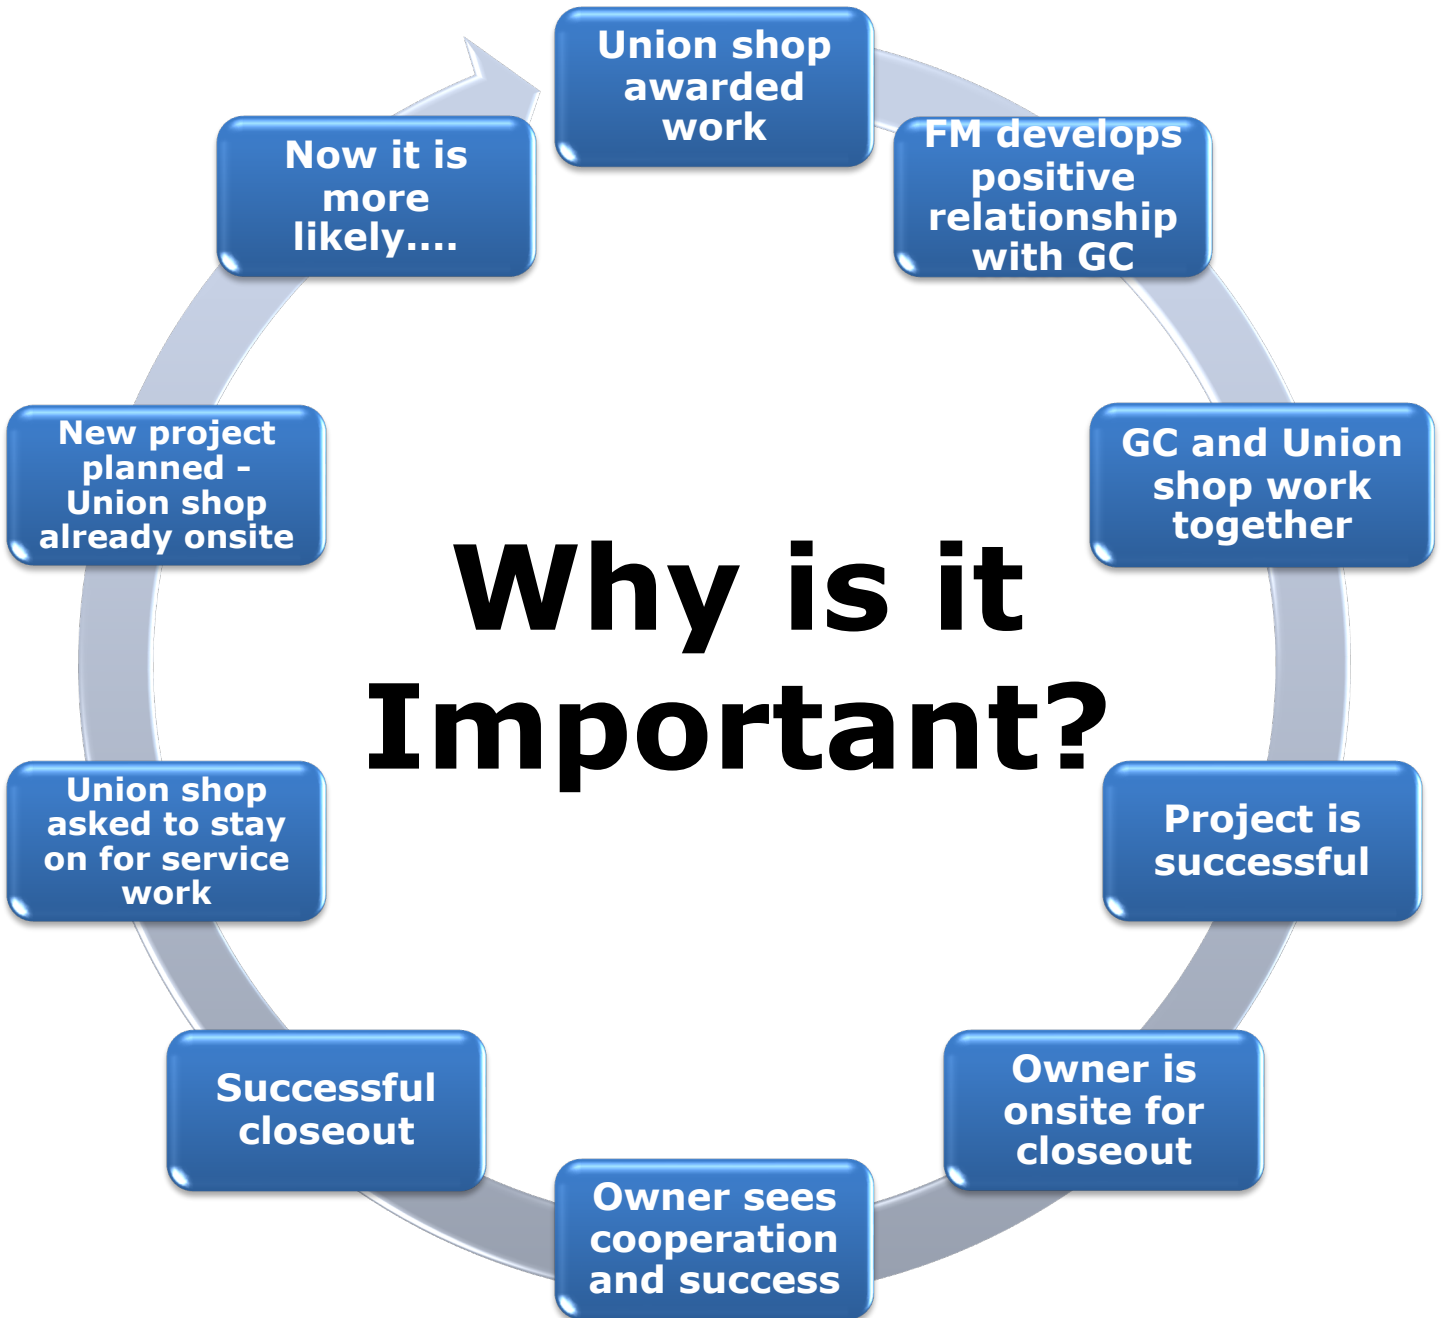 Union shop
awarded
work
FM develops
positive
relationship
with GC
GC and Union
shop work
together
Project is
successful
Owner is
onsite for
closeout
Owner sees
cooperation
and success
Successful
closeout
Union shop
asked to stay
on for service
work
New project
planned –
Union shop
already onsite
Now it is
more
likely....
Why is it
Important?